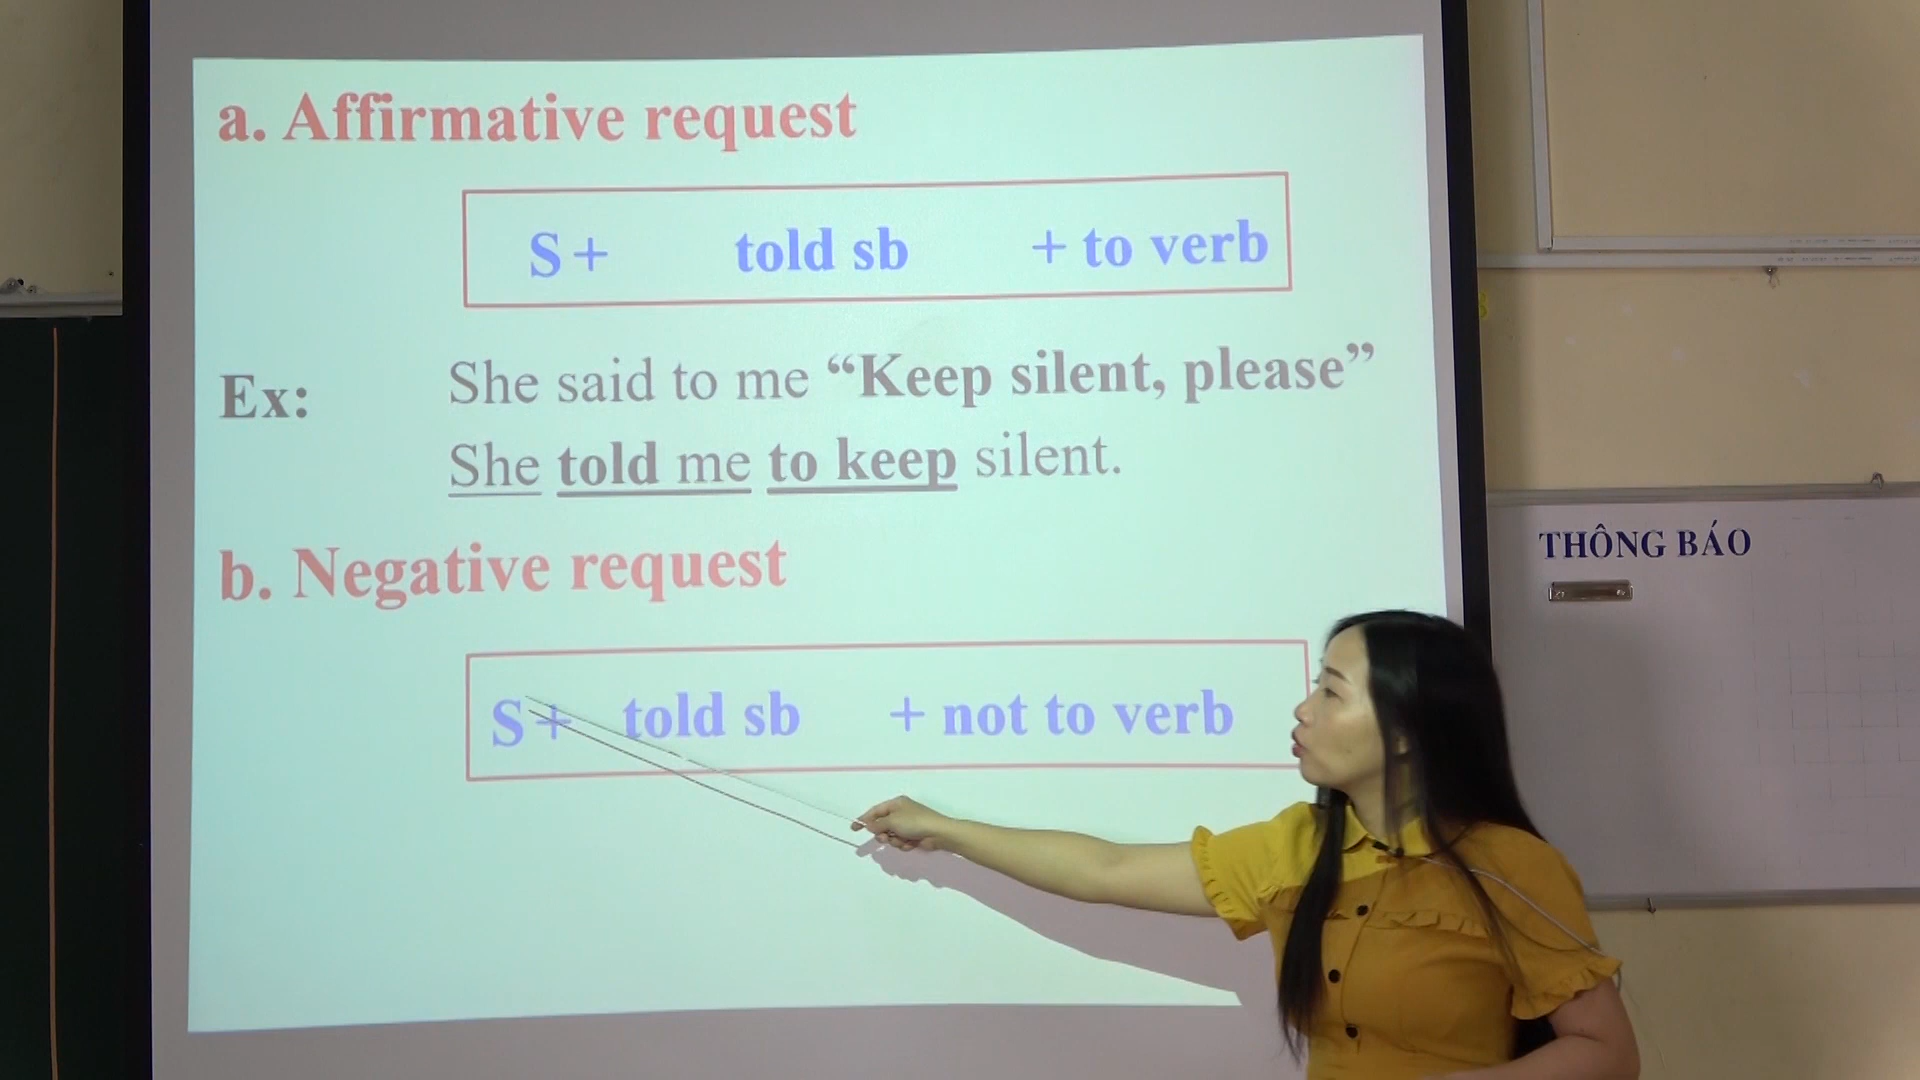 a. Affirmative request
S + told sb + to verb
Ex: She said to me “Keep silent, please”
She told me to keep silent.
b. Negative request
S + told sb + not to verb
THÔNG BÁO